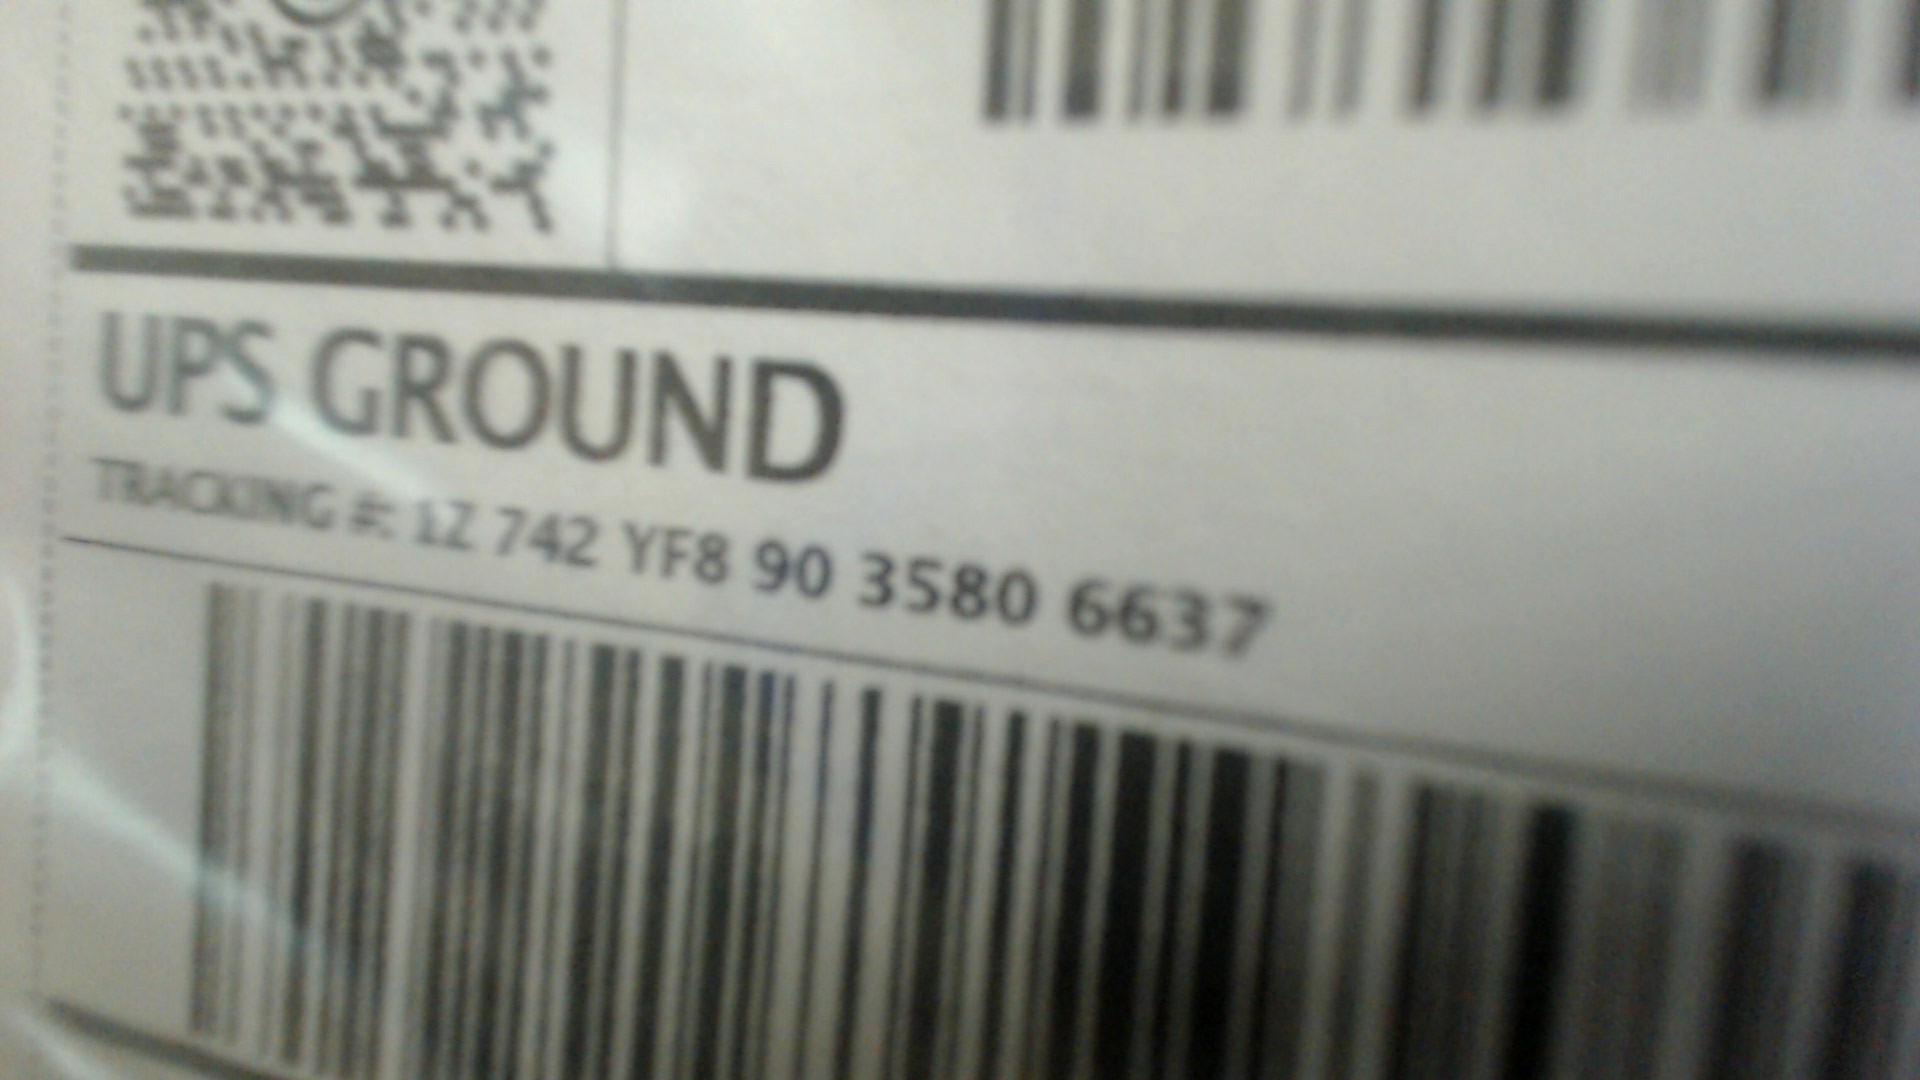 UPS GROUND
TRACKING #: 1Z 742 YF8 90 3580 6637